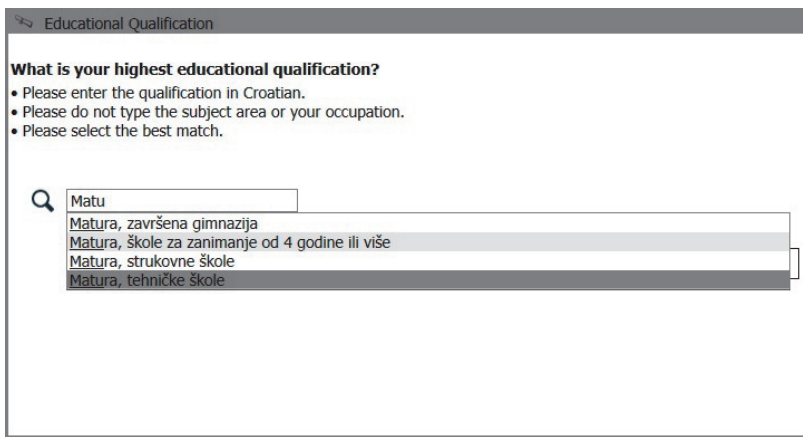 Educational Qualification
What is your highest educational qualification?
• Please enter the qualification in Croatian.
• Please do not type the subject area or your occupation.
• Please select the best match.
Matu
Matura, završena gimnazija
Matura, škole za zanimanje od 4 godine ili više
Matura, strukovne škole
Matura, tehničke škole